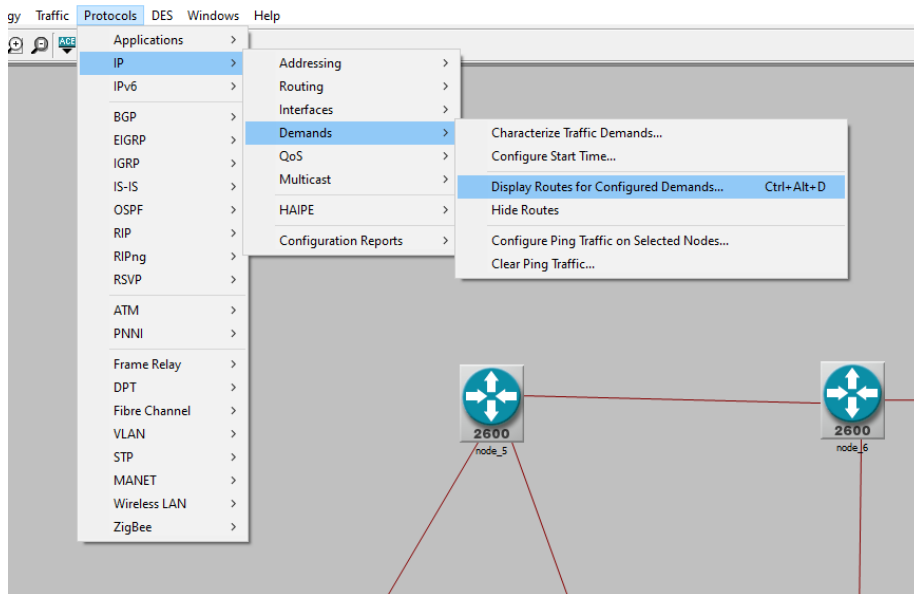 gy Traffic Protocols DES Windows Help
ACE
Applications
IP
IPv6
BGP
EIGRP
IGRP
IS-IS
OSPF
RIP
RIPng
RSVP
ATM
PNNI
Frame Relay
DPT
Fibre Channel
VLAN
STP
MANET
Wireless LAN
ZigBee
Addressing
Routing
Interfaces
Demands
QoS
Multicast
HAIPE
Configuration Reports
Characterize Traffic Demands...
Configure Start Time...
Display Routes for Configured Demands... Ctrl+Alt+D
Hide Routes
Configure Ping Traffic on Selected Nodes...
Clear Ping Traffic...
2600
node_5
2600
node_6